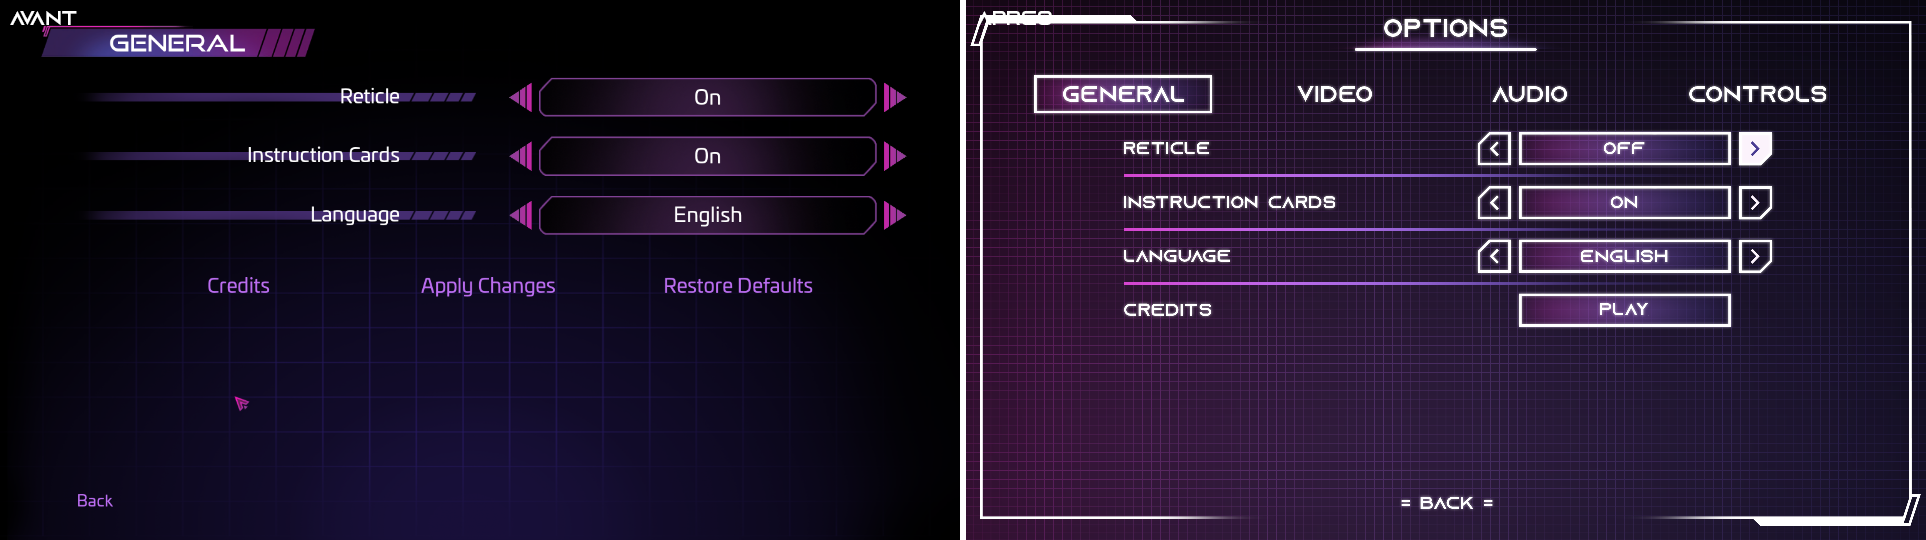 AVANT
GENERAL
Reticle
On
Instruction Cards
On
Language
English
Credits
Apply Changes
Restore Defaults
Back
APRES
OPTIONS
GENERAL
VIDEO
AUDIO
CONTROLS
RETICLE
OFF
INSTRUCTION CARDS
ON
LANGUAGE
ENGLISH
CREDITS
PLAY
= BACK =